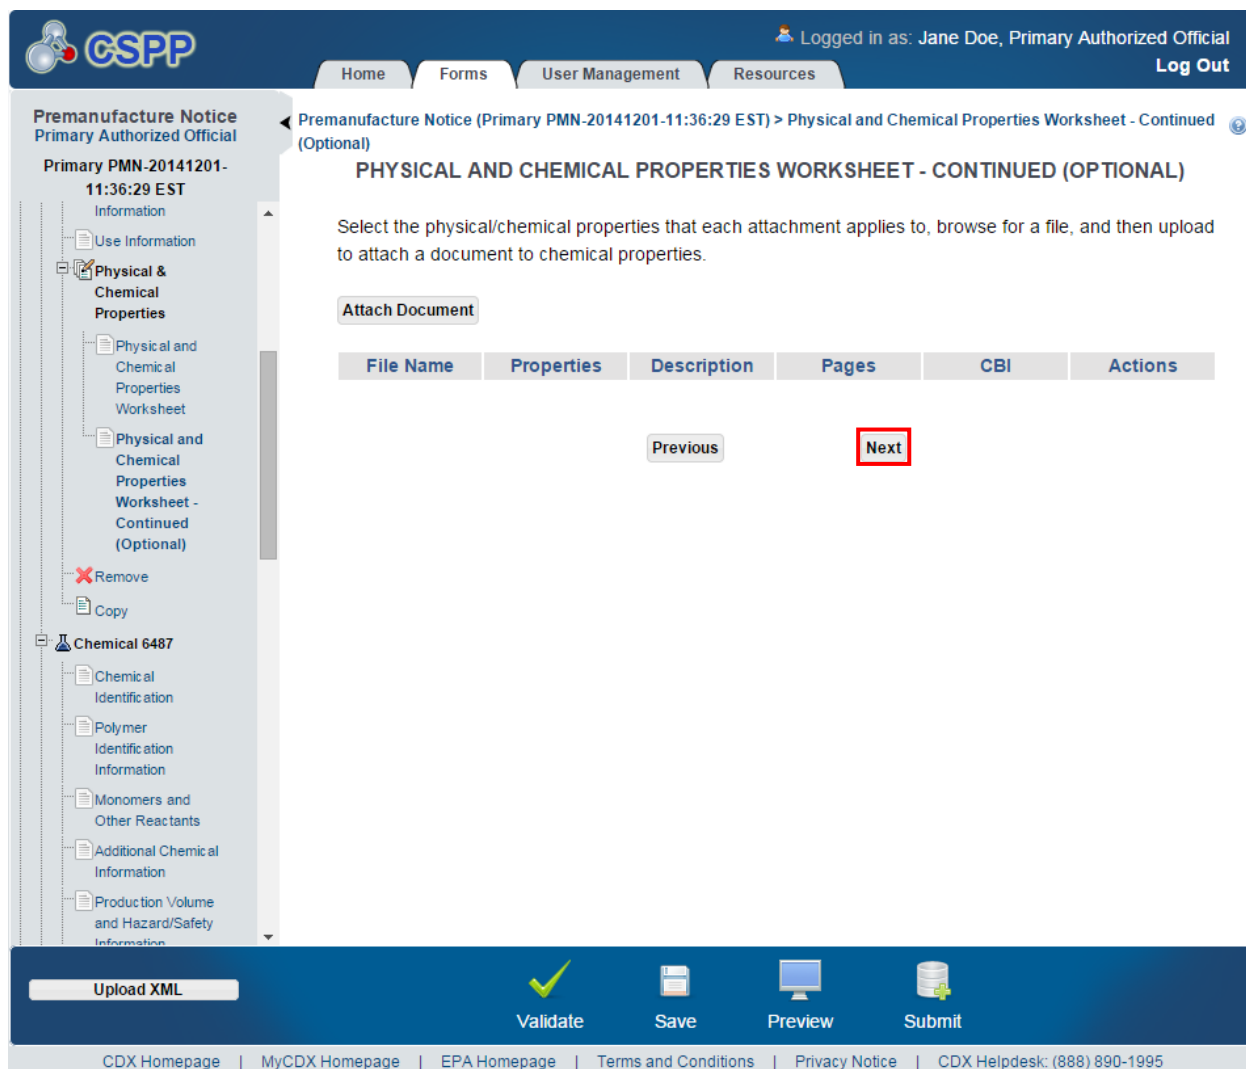 CSPP
Logged in as: Jane Doe, Primary Authorized Official
Log Out
Home Forms User Management Resources
Premanufacture Notice
Primary Authorized Official
Primary PMN-20141201-
11:36:29 EST
Information
Use Information
Physical &
Chemical
Properties
Physical and
Chemical
Properties
Worksheet
Physical and
Chemical
Properties
Worksheet -
Continued
(Optional)
Remove
Copy
Chemical 6487
Chemical
Identification
Polymer
Identification
Information
Monomers and
Other Reactants
Additional Chemical
Information
Production Volume
and Hazard/Safety
Information
Premanufacture Notice (Primary PMN-20141201-11:36:29 EST) > Physical and Chemical Properties Worksheet - Continued
(Optional)
PHYSICAL AND CHEMICAL PROPERTIES WORKSHEET - CONTINUED (OPTIONAL)
Select the physical/chemical properties that each attachment applies to, browse for a file, and then upload
to attach a document to chemical properties.
Attach Document
File Name Properties Description Pages CBI Actions
Previous Next
Upload XML
Validate Save Preview Submit
CDX Homepage | MyCDX Homepage | EPA Homepage | Terms and Conditions | Privacy Notice | CDX Helpdesk: (888) 890-1995